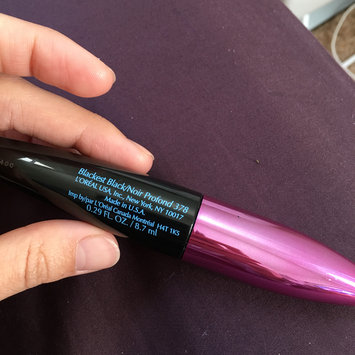 Blackest Black/Noir Profond 378
L'ORÉAL USA, Inc., New York, NY 10017
Made in U.S.A.
Imp by/par L'Oréal Canada Montréal H4T 1K5
0.29 FL. OZ. / 8.7 ml